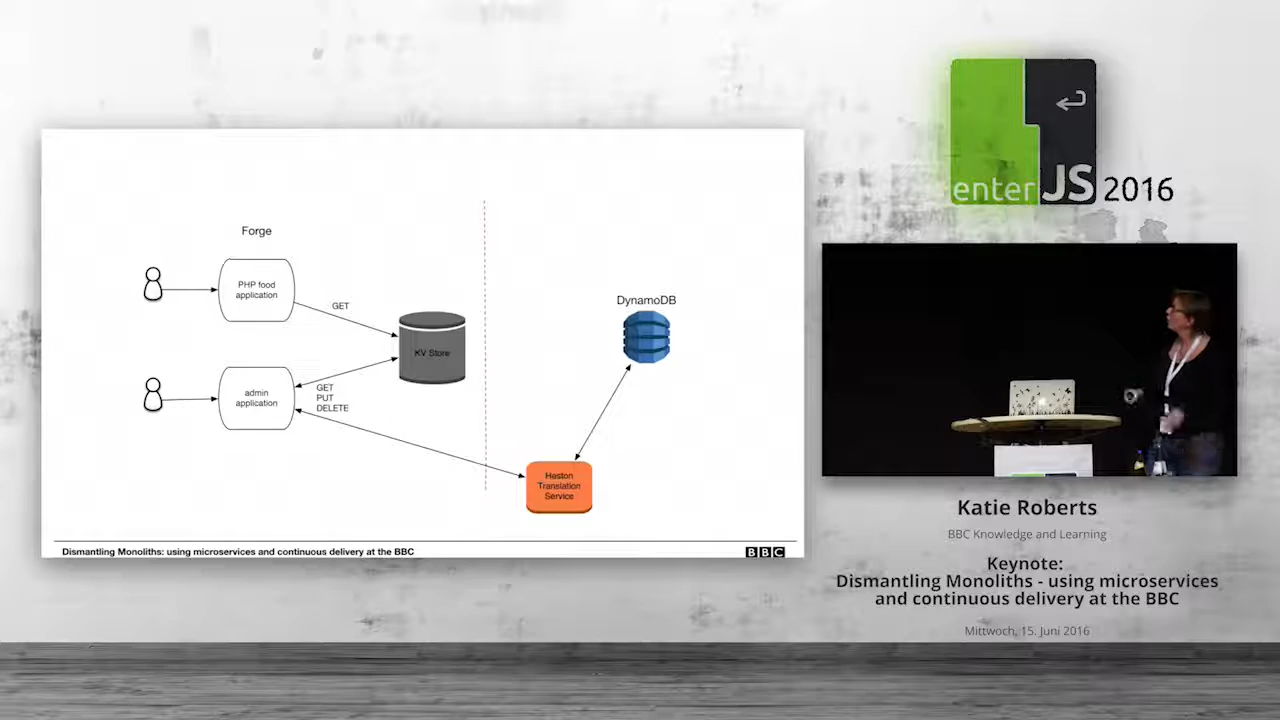 Forge
PHP food
application
GET
KV Store
DynamoDB
admin
application
GET
PUT
DELETE
Heston
Translation
Service
Dismantling Monoliths: using microservices and continuous delivery at the BBC
BBC
enterJS 2016
Katie Roberts
BBC Knowledge and Learning
Keynote:
Dismantling Monoliths - using microservices
and continuous delivery at the BBC
Mittwoch, 15. Juni 2016